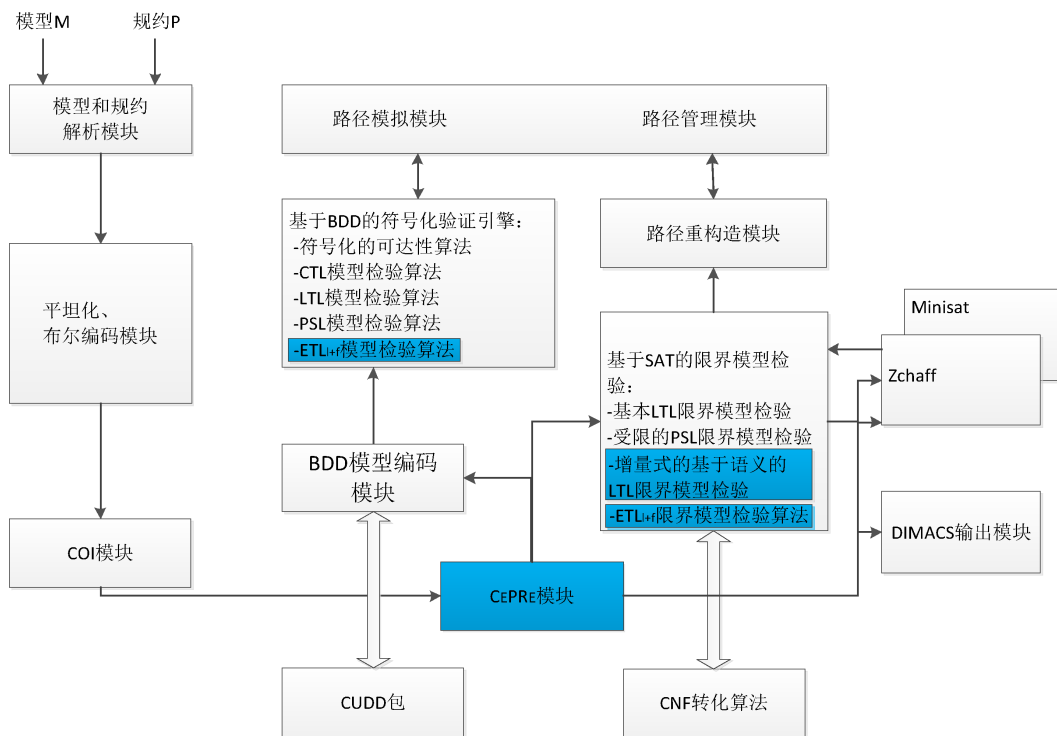 模型M
规约P
模型和规约
解析模块
平坦化、
布尔编码模块
COI模块
路径模拟模块
路径管理模块
基于BDD的符号化验证引擎：
-符号化的可达性算法
-CTL模型检验算法
-LTL模型检验算法
-PSL模型检验算法
-ETLl+f模型检验算法
路径重构造模块
BDD模型编码
模块
基于SAT的限界模型检
验：
-基本LTL限界模型检验
-受限的PSL限界模型检验
-增量式的基于语义的
LTL限界模型检验
-ETLl+f限界模型检验算法
Minisat
Zchaff
DIMACS输出模块
CEPRE模块
CUDD包
CNF转化算法